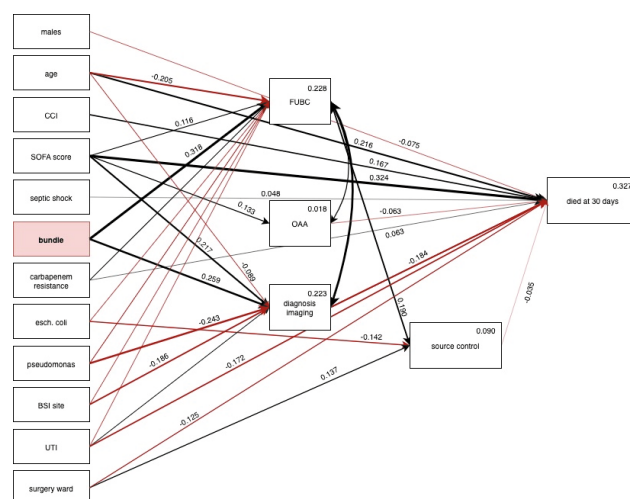 males
age
CCI
SOFA score
septic shock
bundle
carbapenem
resistance
esch. coli
pseudomonas
BSI site
UTI
surgery ward
0.228
FUBC
0.018
OAA
0.223
diagnosis
imaging
0.090
source control
0.327
died at 30 days
-0.205
0.116
0.318
0.048
0.133
0.217
-0.089
0.259
-0.243
-0.186
-0.172
-0.125
0.137
-0.142
0.190
-0.184
0.063
-0.063
0.324
0.167
0.216
-0.075
-0.035